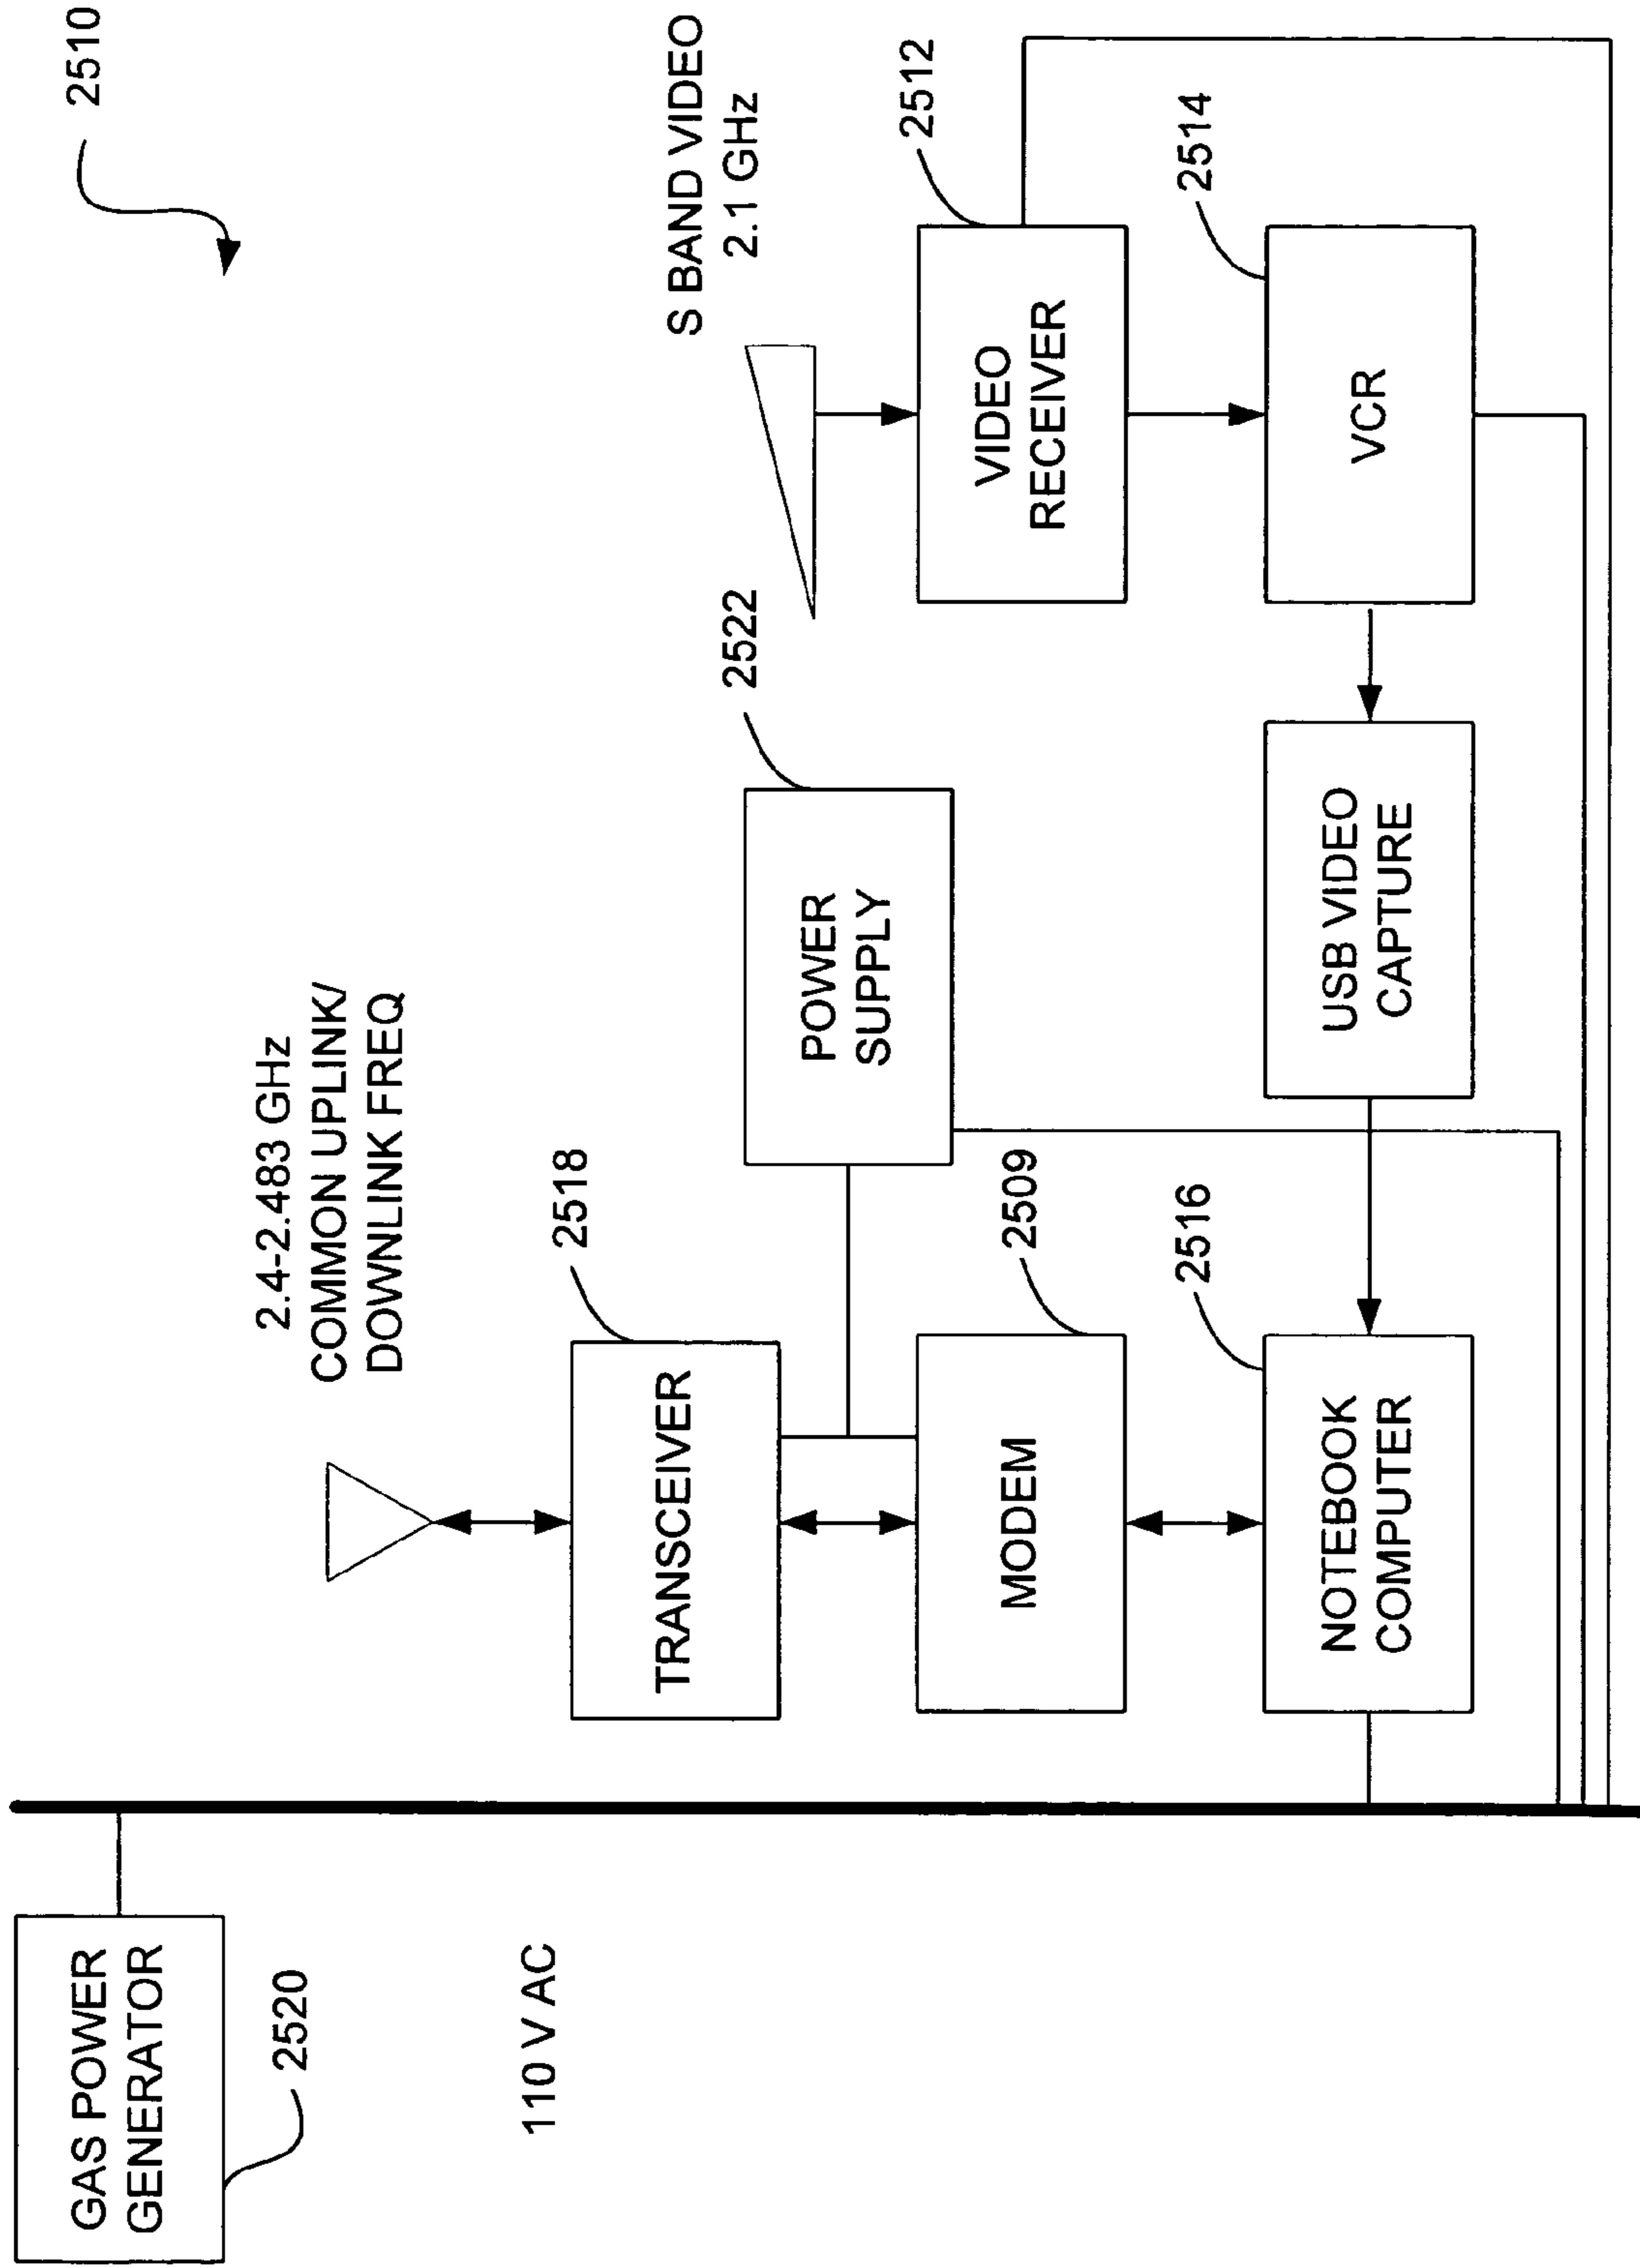 GAS POWER
GENERATOR
2520
110 V AC
2.4-2.483 GHz
COMMON UPLINK/
DOWNLINK FREQ
TRANSCEIVER
2518
MODEM
2509
NOTEBOOK
COMPUTER
2516
POWER
SUPPLY
2522
USB VIDEO
CAPTURE
S BAND VIDEO
2.1 GHz
VIDEO
RECEIVER
2512
VCR
2514
2510